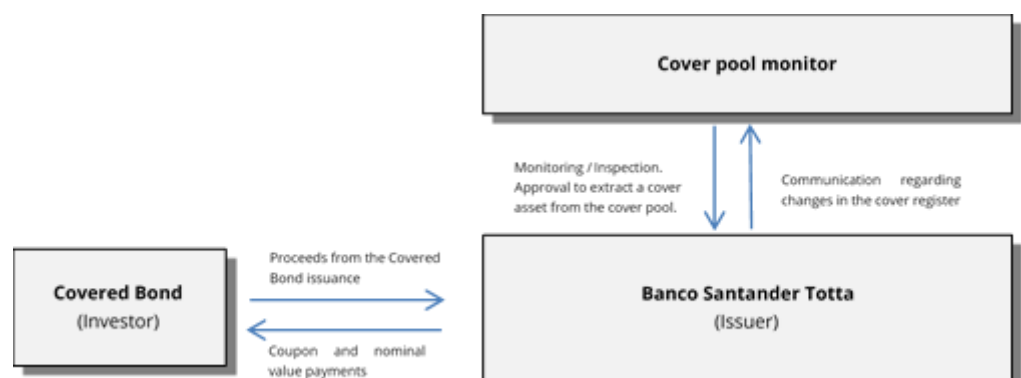 Cover pool monitor
Monitoring / Inspection.
Approval to extract a cover
asset from the cover pool.
Communication regarding
changes in the cover register
Proceeds from the Covered
Bond issuance
Covered Bond
(Investor)
Banco Santander Totta
(Issuer)
Coupon and nominal
value payments